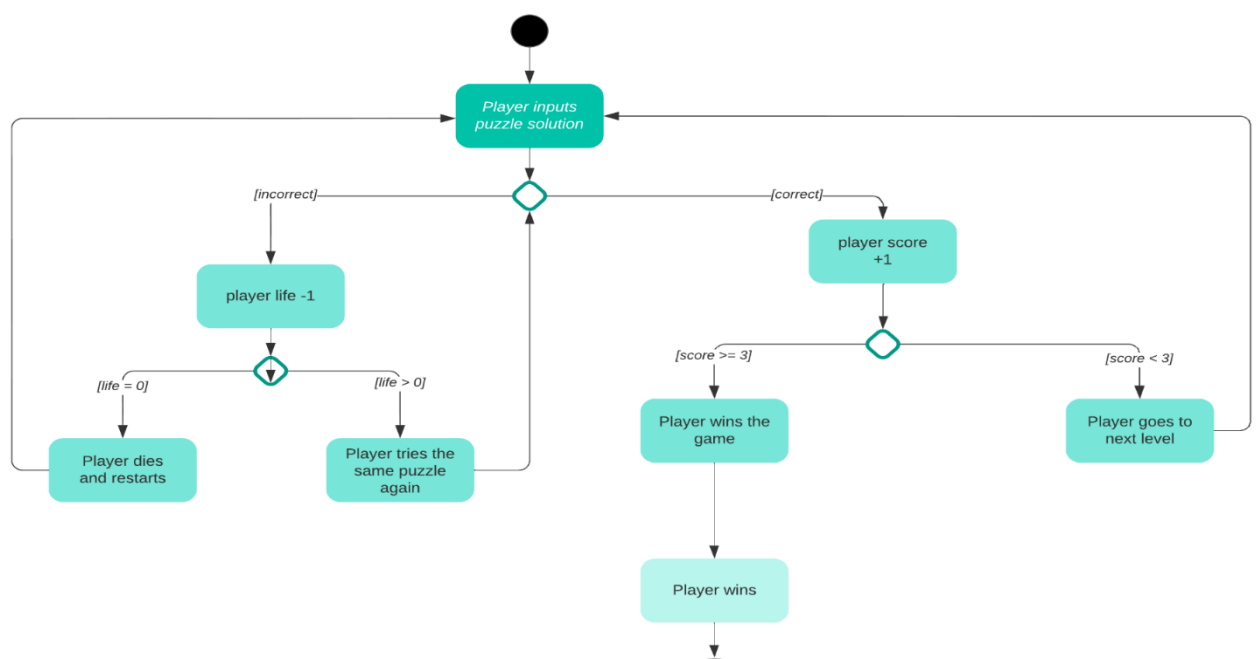 Player inputs
puzzle solution
[incorrect]
[correct]
player score
+1
player life -1
[score >= 3]
[score < 3]
[life = 0]
[life > 0]
Player wins the
game
Player goes to
next level
Player dies
and restarts
Player tries the
same puzzle
again
Player wins